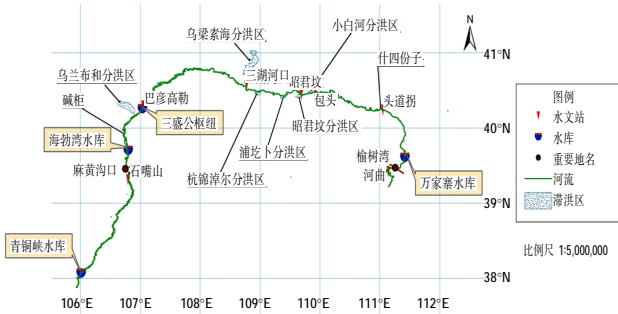 乌梁素海分洪区
小白河分洪区
N
什四份子
41°N
乌兰布和分洪区
三湖河口
昭君坟
碱柜
巴彦高勒
包头
头道拐
三盛公枢纽
昭君坟分洪区
40°N
海勃湾水库
蒲圪卜分洪区
榆树湾
麻黄沟口
石嘴山
杭锦淖尔分洪区
河曲
万家寨水库
39°N
青铜峡水库
38°N
106°E
107°E
108°E
109°E
110°E
111°E
112°E
图例
水文站
水库
重要地名
河流
滞洪区
比例尺 1:5,000,000